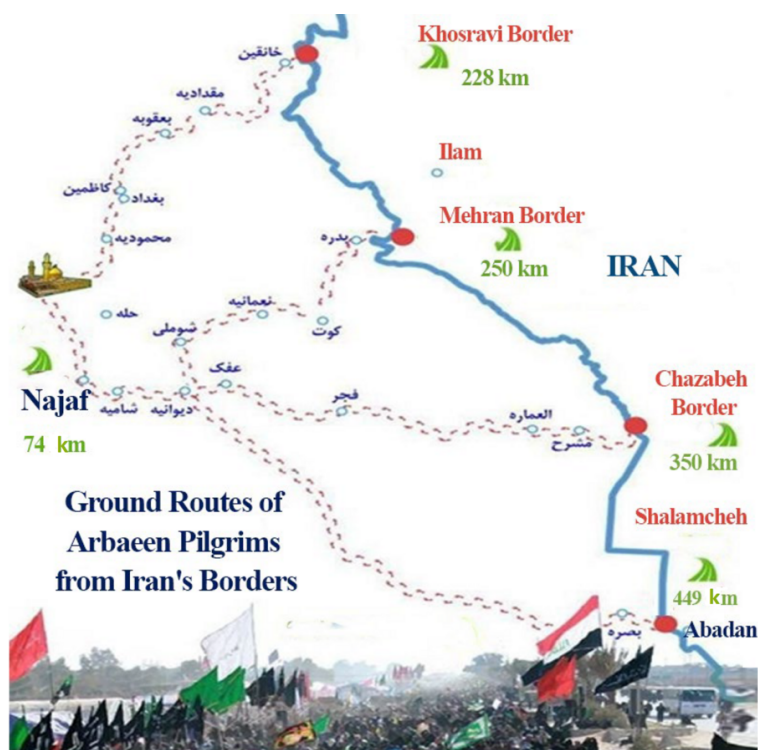 Khosravi Border
228 km
خانقین
مقدادیه
بعقوبه
Ilam
کاظمین
بغداد
Mehran Border
250 km
IRAN
محمودیه
بدره
نعمانیه
حله
کوت
شوملی
Najaf
74 km
شامیه
دیوانیه
عفک
فجر
العماره
مشرح
Chazabeh
Border
350 km
Ground Routes of
Arbaeen Pilgrims
from Iran's Borders
Shalamcheh
449 km
بصره
Abadan